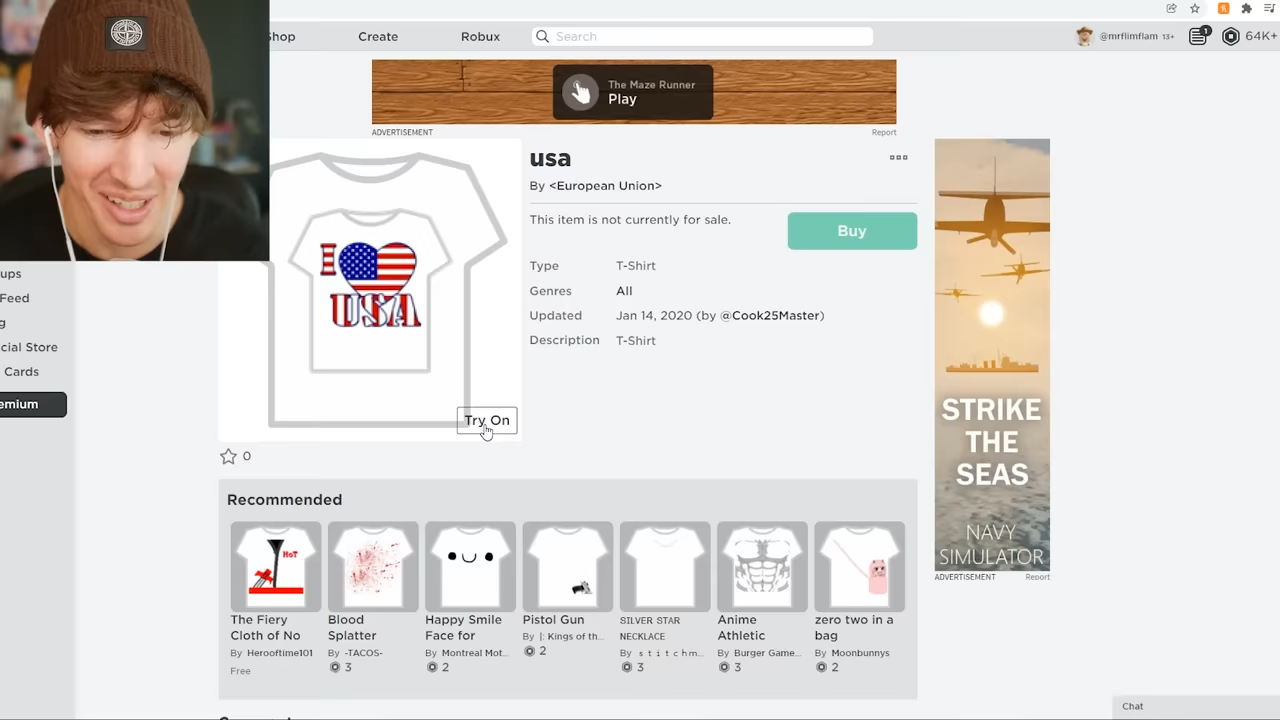 Shop
Create
Robux
Search
@mrflimflam 13+
1
64K+
The Maze Runner
Play
ADVERTISEMENT
Report
usa
By <European Union>
This item is not currently for sale.
Buy
Type
T-Shirt
Genres
All
Updated
Jan 14, 2020 (by @Cook25Master)
Description
T-Shirt
I
USA
Try On
0
ups
Feed
g
cial Store
Cards
emium
STRIKE
THE
SEAS
NAVY
SIMULATOR
ADVERTISEMENT
Report
Recommended
HOT
The Fiery
Cloth of No
By Herooftime101
Free
Blood
Splatter
By -TACOS-
3
Happy Smile
Face for
By Montreal Mot...
2
Pistol Gun
By |: Kings of th...
2
SILVER STAR
NECKLACE
By s t i t c h m...
3
Anime
Athletic
By Burger Game...
3
zero two in a
bag
By Moonbunnys
2
Chat